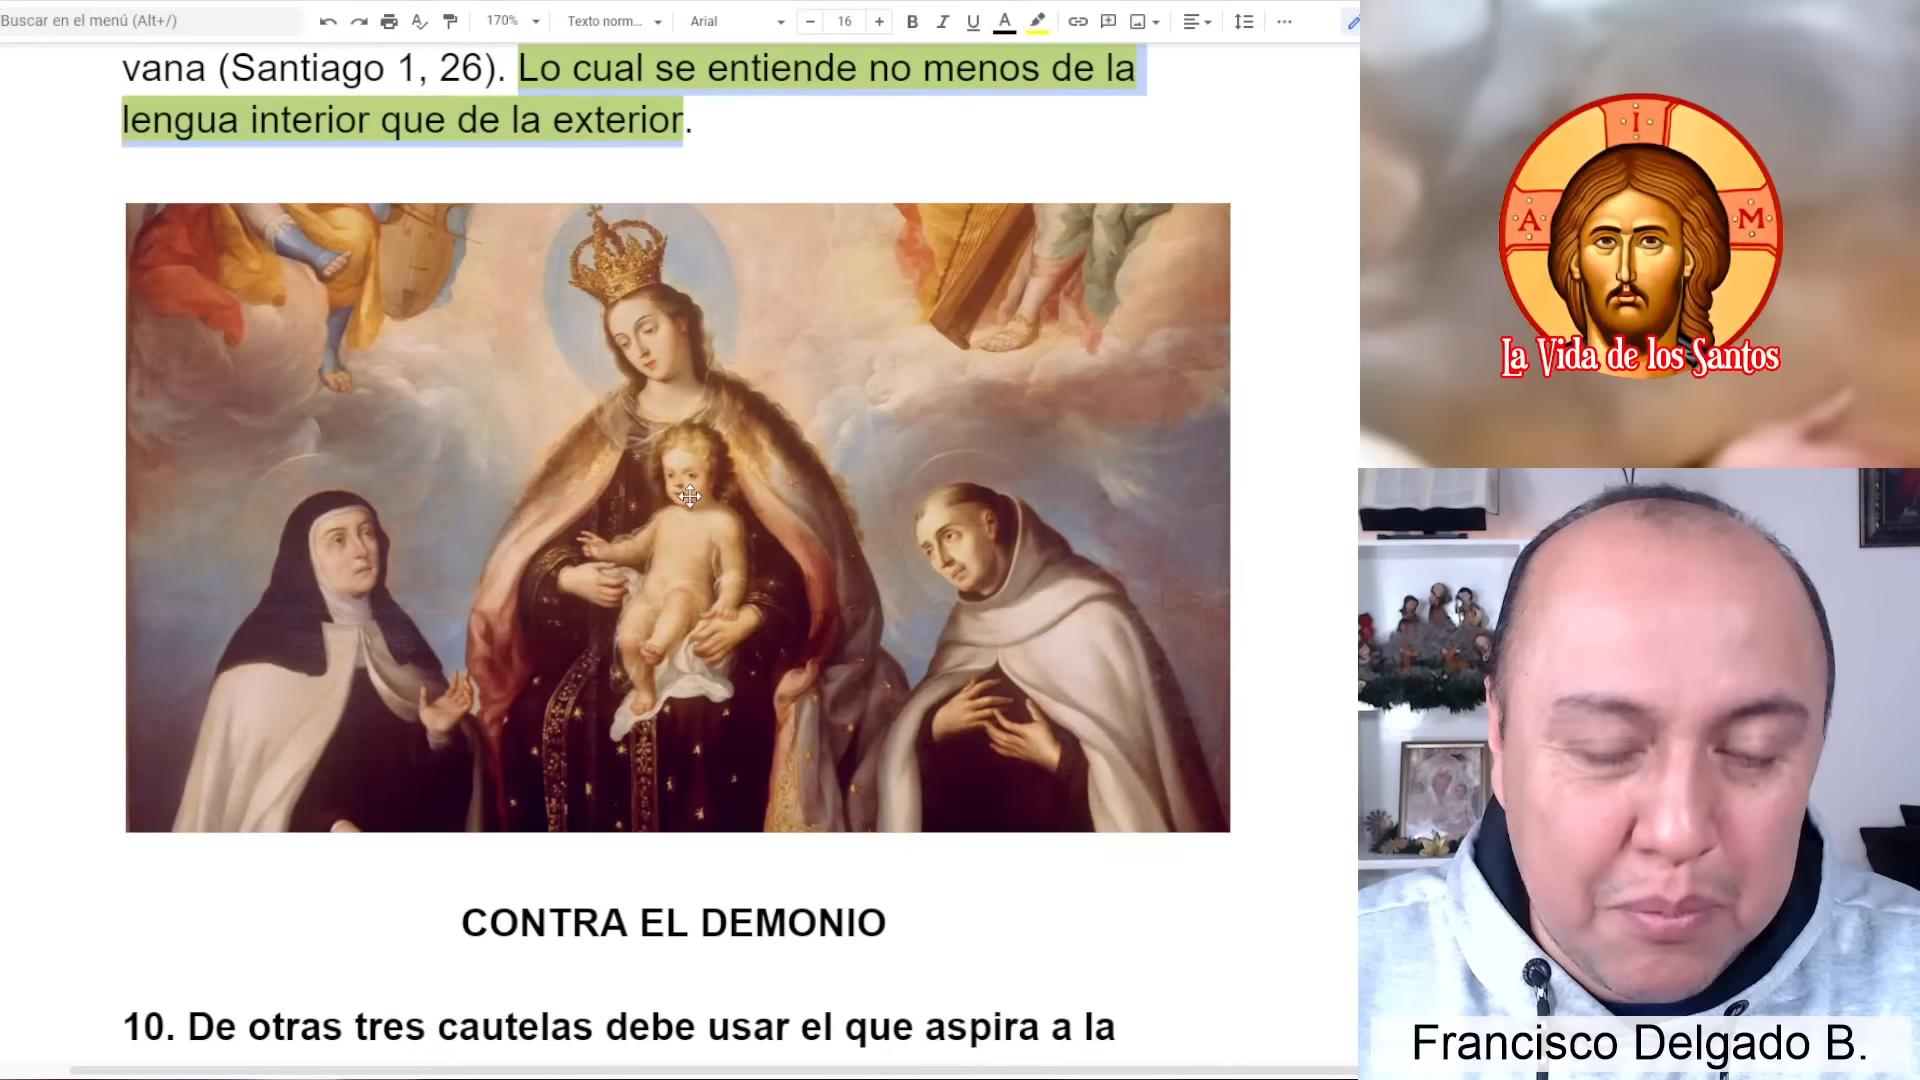 Buscar en el menú (Alt+/)
170%
Texto norm...
Arial
16
vana (Santiago 1, 26). Lo cual se entiende no menos de la
lengua interior que de la exterior.
CONTRA EL DEMONIO
10. De otras tres cautelas debe usar el que aspira a la
I
A
M
La Vida de los Santos
Francisco Delgado B.